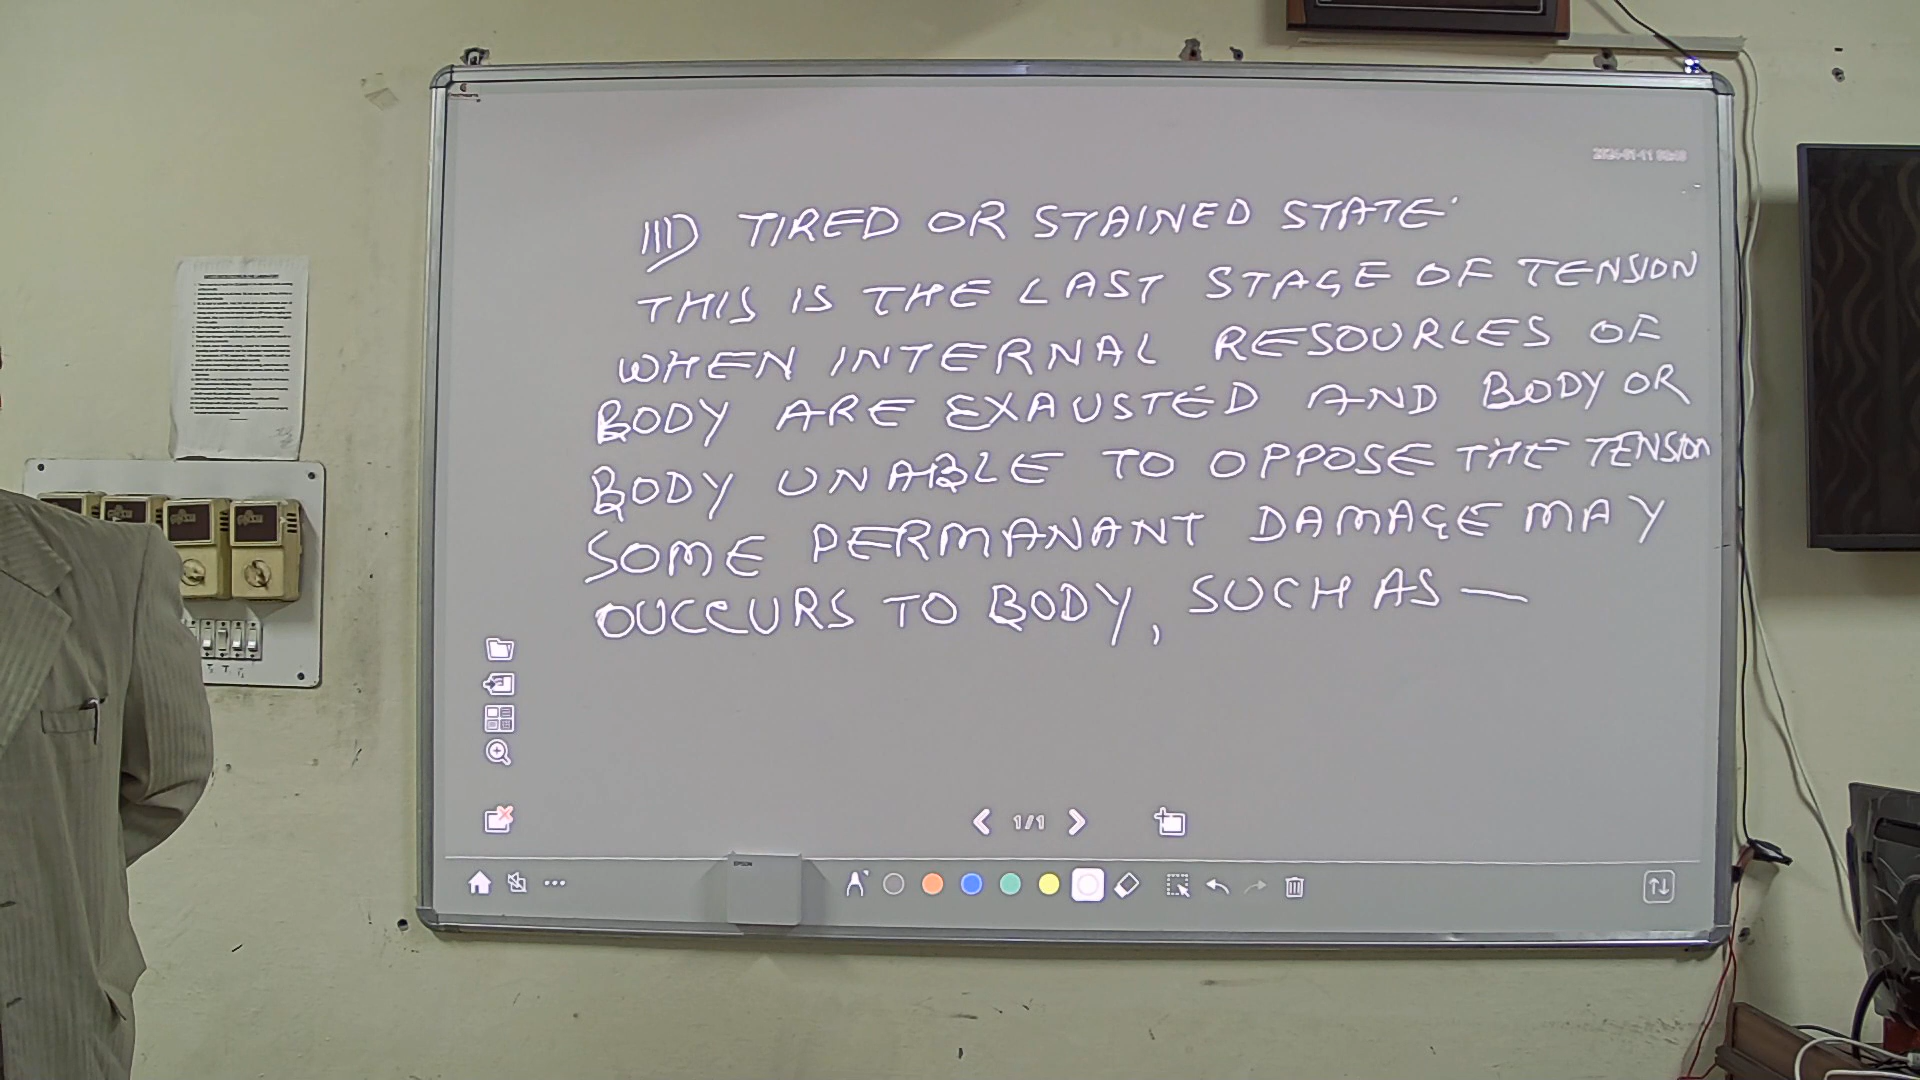 III) TIRED OR STAINED STATE
THIS IS THE LAST STAGE OF TENSION
WHEN INTERNAL RESOURLES OF
BODY ARE EXAUSTED AND BODY OR
BODY UNABLE TO OPPOSE THE TENSION
SOME PERMANANT DAMAGE MAY
OUCCURS TO BODY, SUCH AS —
1/1
EPSON